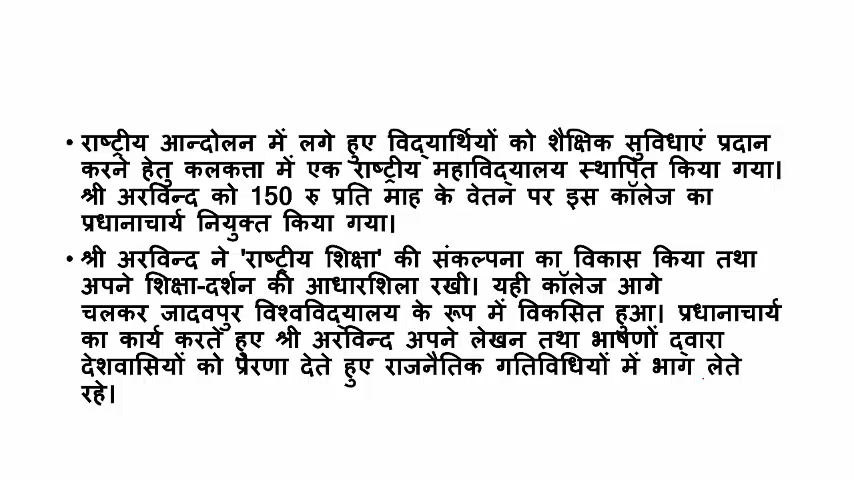 • राष्ट्रीय आन्दोलन में लगे हुए विद्यार्थियों को शैक्षिक सुविधाएं प्रदान
करने हेतु कलकत्ता में एक राष्ट्रीय महाविद्यालय स्थापित किया गया।
श्री अरविन्द को 150 रु प्रति माह के वेतन पर इस कॉलेज का
प्रधानाचार्य नियुक्त किया गया।
• श्री अरविन्द ने 'राष्ट्रीय शिक्षा' की संकल्पना का विकास किया तथा
अपने शिक्षा-दर्शन की आधारशिला रखी। यही कॉलेज आगे
चलकर जादवपुर विश्वविद्यालय के रूप में विकसित हुआ। प्रधानाचार्य
का कार्य करते हुए श्री अरविन्द अपने लेखन तथा भाषणों द्वारा
देशवासियों को प्रेरणा देते हुए राजनैतिक गतिविधियों में भाग लेते
रहे।